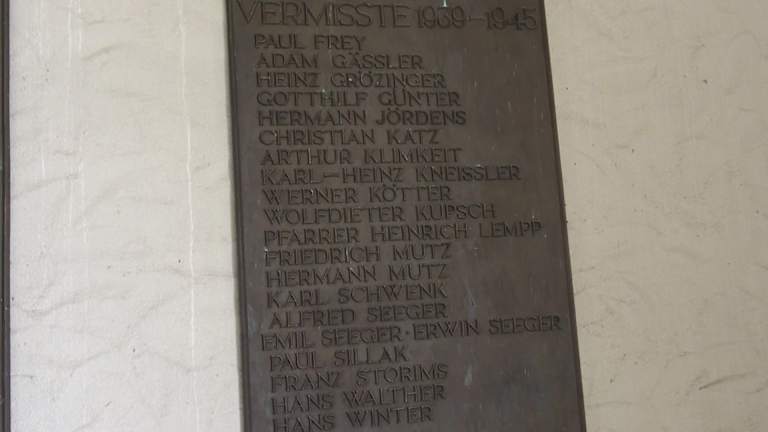 VERMISSTE 1939-1945
PAUL FREY
ADAM GÄSSLER
HEINZ GRÖZINGER
GOTTHILF GÜNTER
HERMANN JÖRDENS
CHRISTIAN KATZ
ARTHUR KLIMKEIT
KARL-HEINZ KNEISSLER
WERNER KÖTTER
WOLFDIETER KUPSCH
PFARRER HEINRICH LEMPP
FRIEDRICH MUTZ
HERMANN MUTZ
KARL SCHWENK
ALFRED SEEGER
EMIL SEEGER · ERWIN SEEGER
PAUL SILLAK
FRANZ STORIMS
HANS WALTHER
HANS WINTER